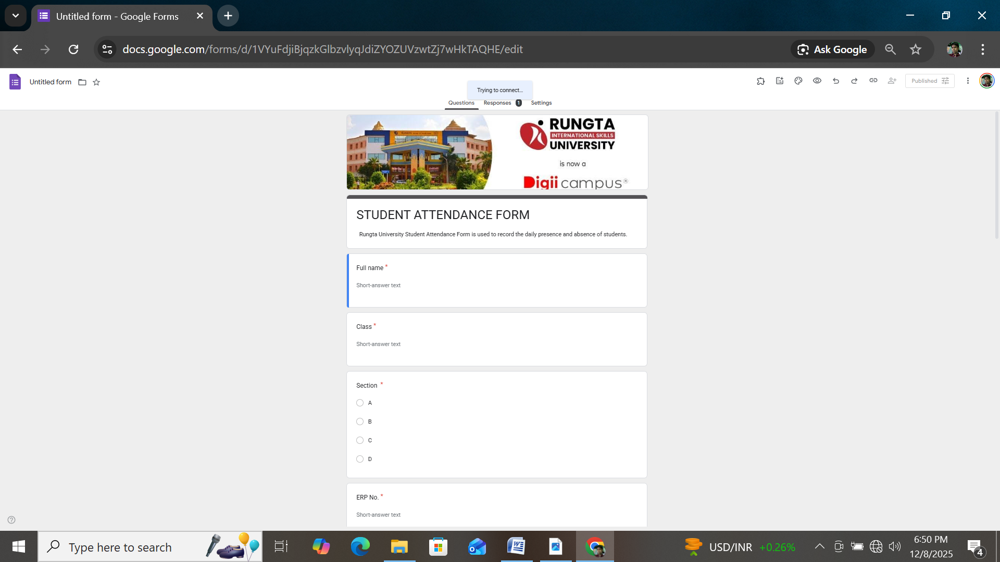 Untitled form - Google Forms
docs.google.com/forms/d/1VYuFdjiBjqzkGlbzvlyqJdiZYOZUVzwtZj7wHkTAQHE/edit
Ask Google
Untitled form
Trying to connect...
Published
Questions
Responses 1
Settings
RUNGTA
RUNGTA
INTERNATIONAL SKILLS
UNIVERSITY
is now a
Digii campus®
STUDENT ATTENDANCE FORM
Rungta University Student Attendance Form is used to record the daily presence and absence of students.
Full name *
Short-answer text
Class *
Short-answer text
Section *
A
B
C
D
ERP No. *
Short-answer text
Type here to search
USD/INR +0.26%
6:50 PM
12/8/2025
4